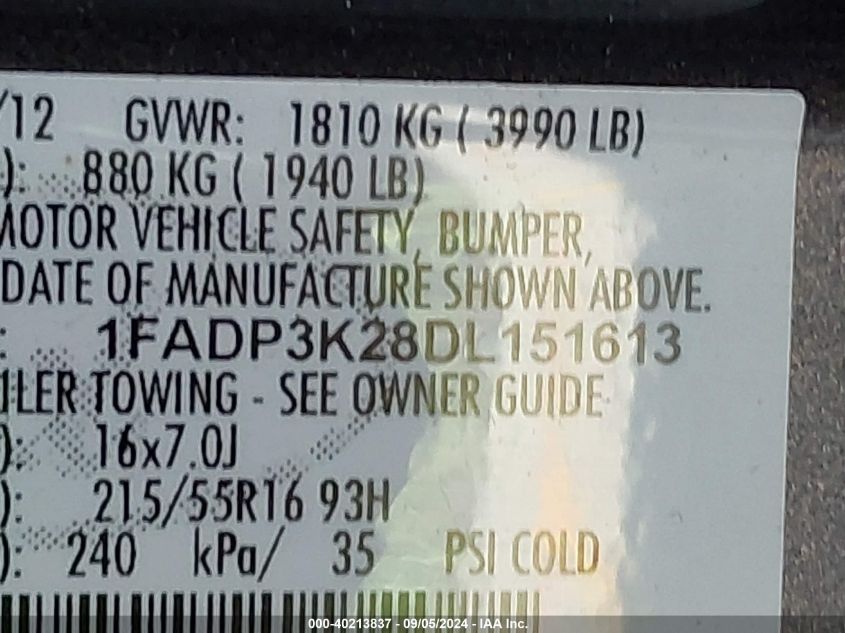 /12 GVWR: 1810 KG ( 3990 LB)
): 880 KG ( 1940 LB)
MOTOR VEHICLE SAFETY, BUMPER,
DATE OF MANUFACTURE SHOWN ABOVE.
: 1FADP3K28DL151613
ILER TOWING - SEE OWNER GUIDE
): 16x7.0J
): 215/55R16 93H
): 240 kPa/ 35 PSI COLD
000-40213837 - 09/05/2024 - IAA Inc.